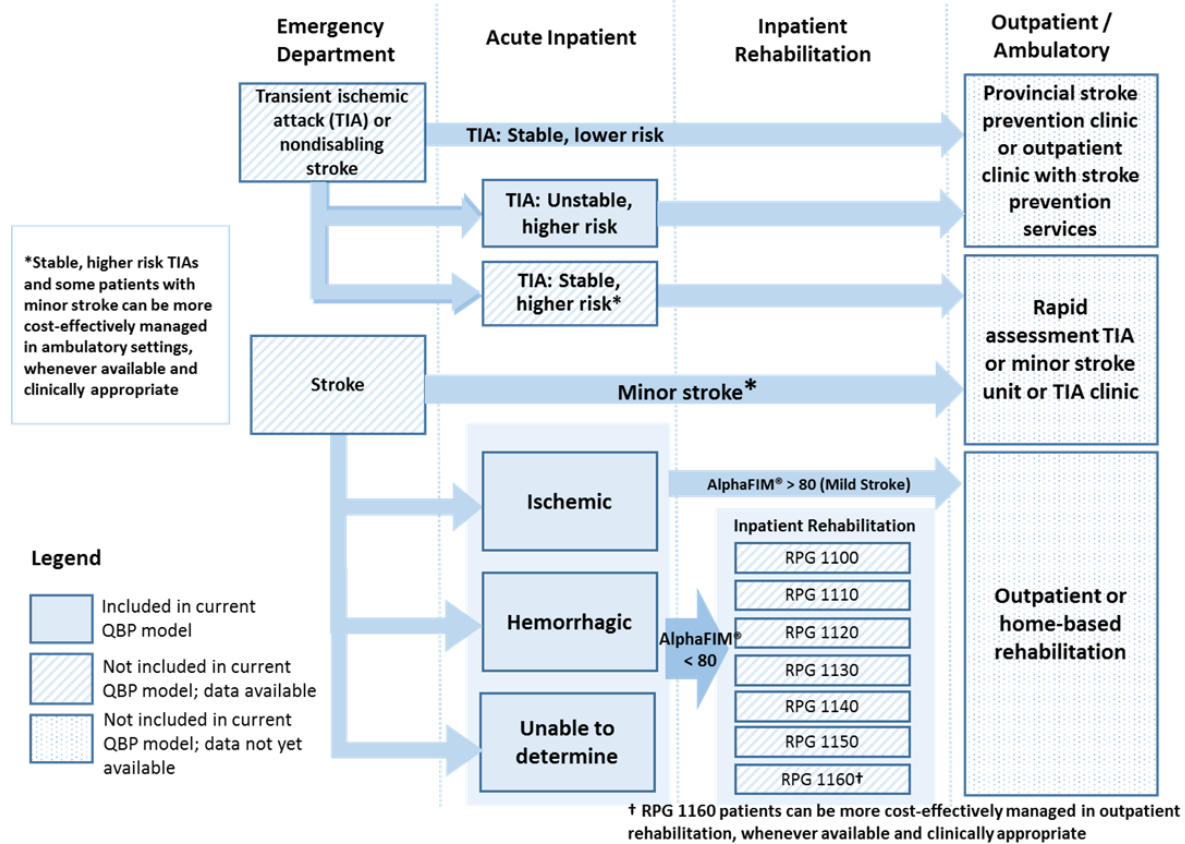 Emergency
Department
Acute Inpatient
Inpatient
Rehabilitation
Outpatient /
Ambulatory
Transient ischemic
attack (TIA) or
nondisabling
stroke
TIA: Stable, lower risk
Provincial stroke
prevention clinic
or outpatient
clinic with stroke
prevention
services
TIA: Unstable,
higher risk
*Stable, higher risk TIAs
and some patients with
minor stroke can be more
cost-effectively managed
in ambulatory settings,
whenever available and
clinically appropriate
TIA: Stable,
higher risk*
Rapid
assessment TIA
or minor stroke
unit or TIA clinic
Stroke
Minor stroke*
Ischemic
AlphaFIM® > 80 (Mild Stroke)
Hemorrhagic
AlphaFIM®
< 80
Unable to
determine
Inpatient Rehabilitation
RPG 1100
RPG 1110
RPG 1120
RPG 1130
RPG 1140
RPG 1150
RPG 1160†
Outpatient or
home-based
rehabilitation
Legend
Included in current
QBP model
Not included in current
QBP model; data available
Not included in current
QBP model; data not yet
available
† RPG 1160 patients can be more cost-effectively managed in outpatient
rehabilitation, whenever available and clinically appropriate